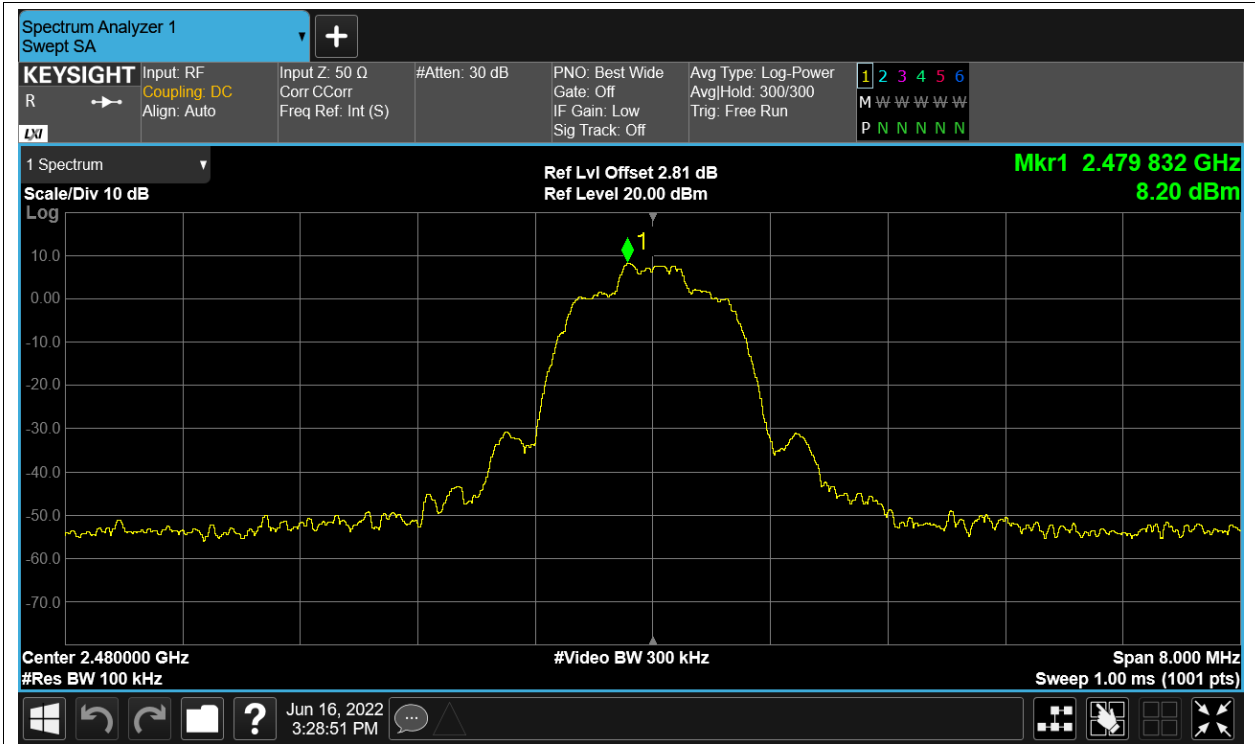 Spectrum Analyzer 1
Swept SA
+
KEYSIGHT
R
LXI
Input: RF
Coupling: DC
Align: Auto
Input Z: 50 Ω
Corr CCorr
Freq Ref: Int (S)
#Atten: 30 dB
PNO: Best Wide
Gate: Off
IF Gain: Low
Sig Track: Off
Avg Type: Log-Power
Avg|Hold: 300/300
Trig: Free Run
1 2 3 4 5 6
M W W W W W W
P N N N N N N
1 Spectrum
Scale/Div 10 dB
Log
Ref Lvl Offset 2.81 dB
Ref Level 20.00 dBm
Mkr1 2.479 832 GHz
8.20 dBm
1
10.0
0.00
-10.0
-20.0
-30.0
-40.0
-50.0
-60.0
-70.0
Center 2.480000 GHz
#Res BW 100 kHz
#Video BW 300 kHz
Span 8.000 MHz
Sweep 1.00 ms (1001 pts)
?
Jun 16, 2022
3:28:51 PM